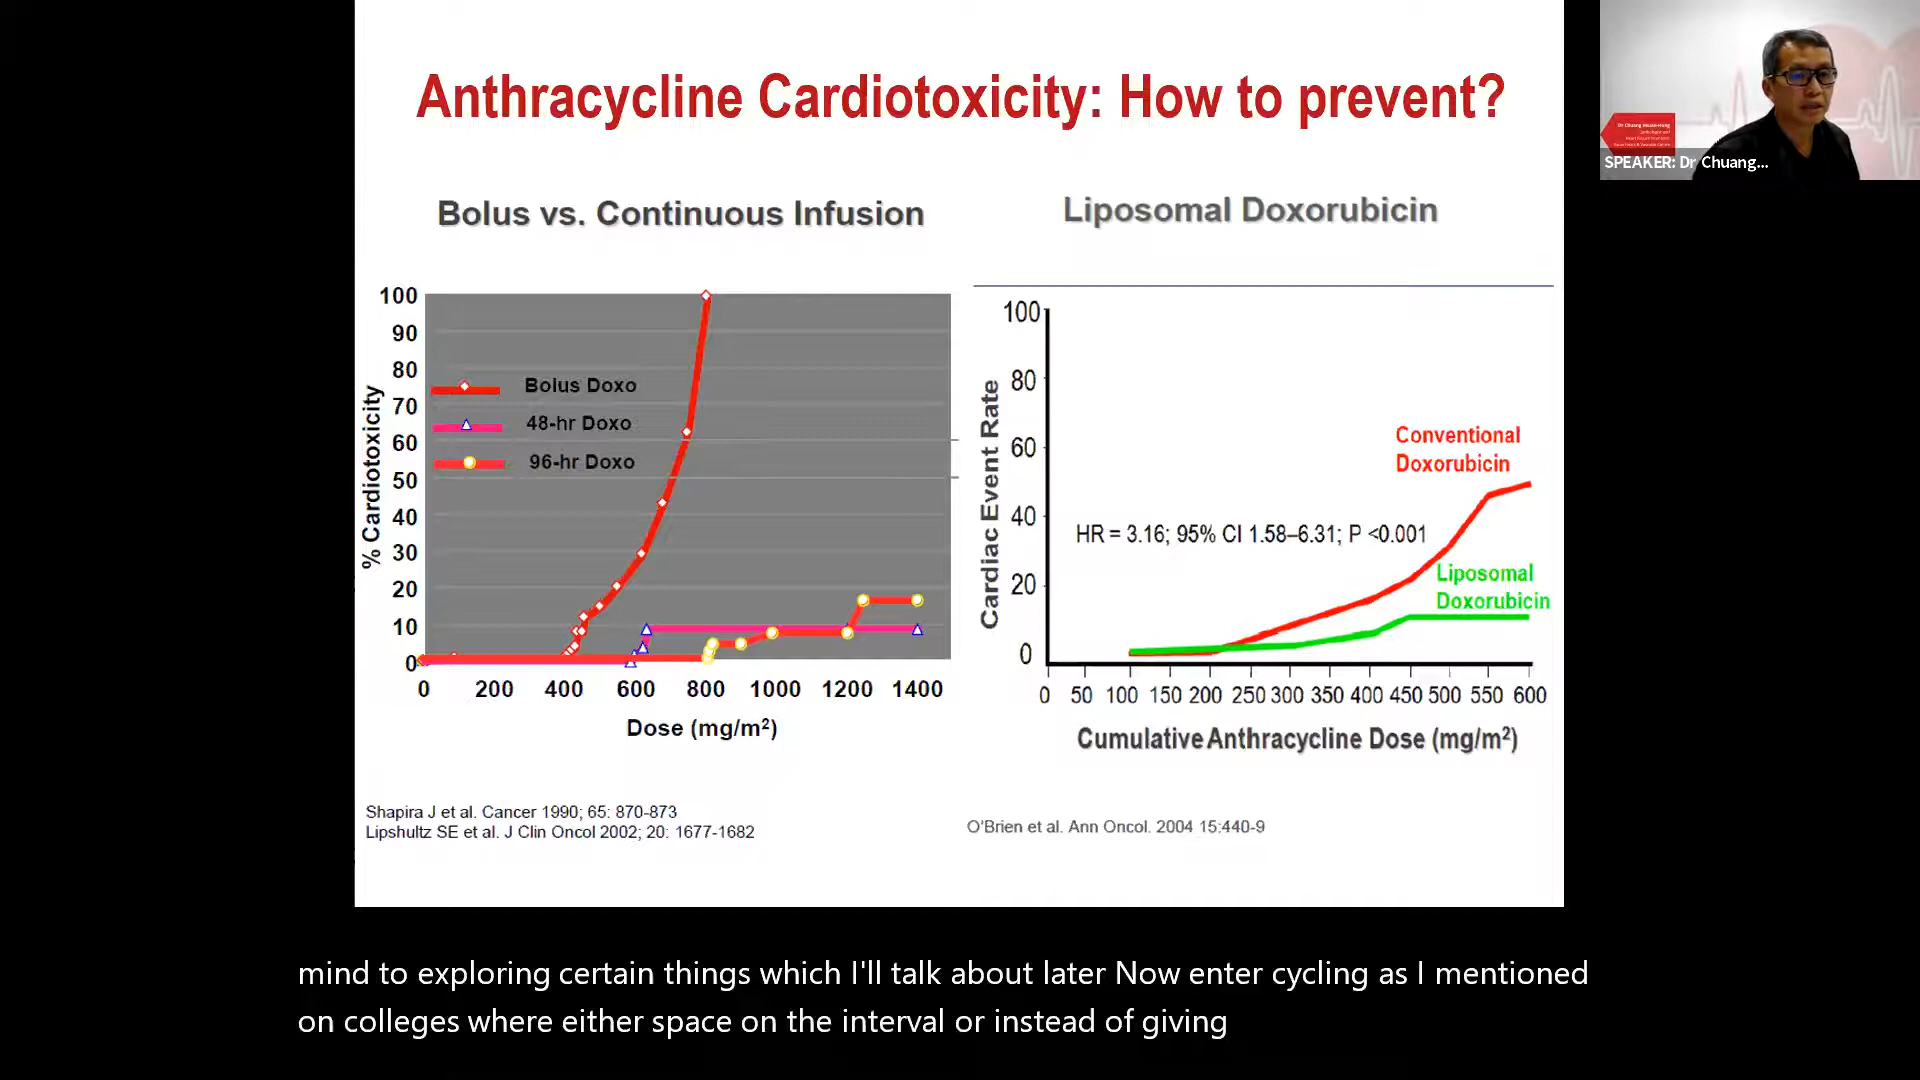 Anthracycline Cardiotoxicity: How to prevent?
Bolus vs. Continuous Infusion
100
90
80
70
60
50
40
30
20
10
0
% Cardiotoxicity
Bolus Doxo
48-hr Doxo
96-hr Doxo
0 200 400 600 800 1000 1200 1400
Dose (mg/m²)
Shapira J et al. Cancer 1990; 65: 870-873
Lipshultz SE et al. J Clin Oncol 2002; 20: 1677-1682
Liposomal Doxorubicin
100
80
60
40
20
0
Cardiac Event Rate
Conventional
Doxorubicin
HR = 3.16; 95% CI 1.58–6.31; P <0.001
Liposomal
Doxorubicin
0 50 100 150 200 250 300 350 400 450 500 550 600
Cumulative Anthracycline Dose (mg/m²)
O'Brien et al. Ann Oncol. 2004 15:440-9
SPEAKER: Dr Chuang...
mind to exploring certain things which I'll talk about later Now enter cycling as I mentioned
on colleges where either space on the interval or instead of giving